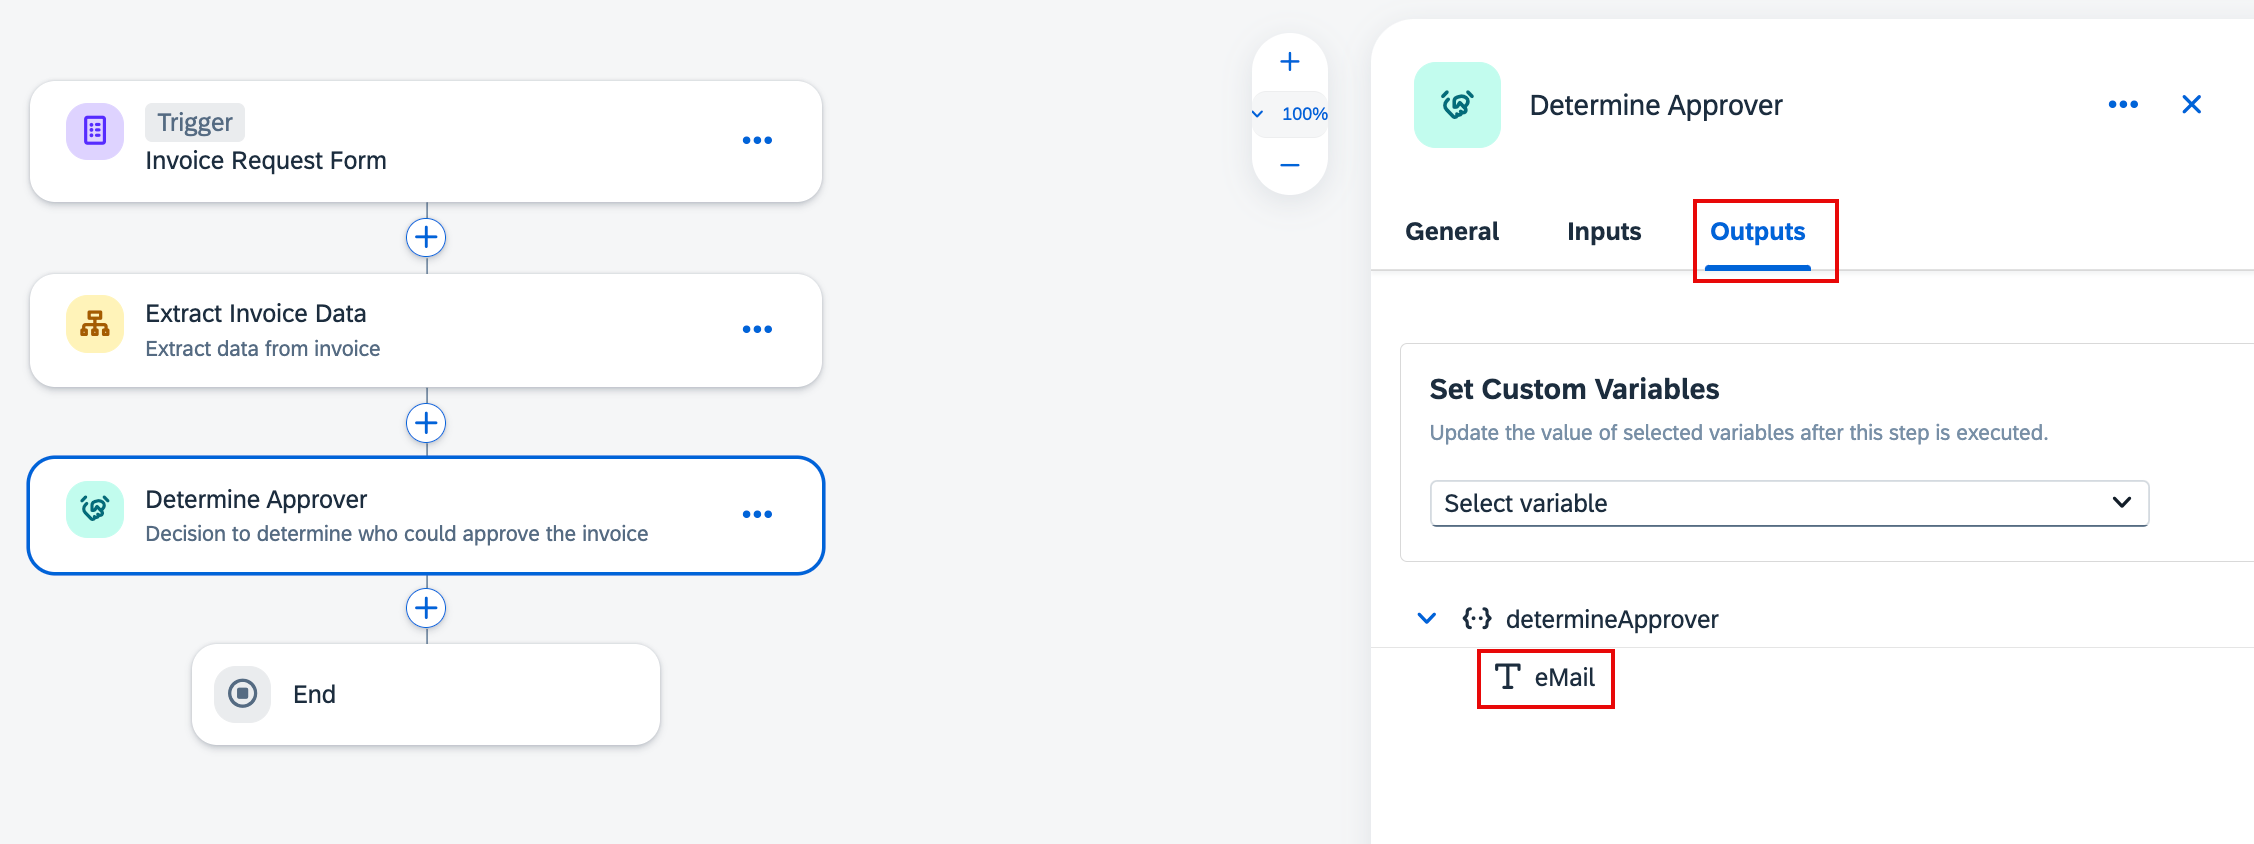 Trigger
Invoice Request Form
Extract Invoice Data
Extract data from invoice
Determine Approver
Decision to determine who could approve the invoice
End
100%
Determine Approver
General
Inputs
Outputs
Set Custom Variables
Update the value of selected variables after this step is executed.
Select variable
determineApprover
eMail